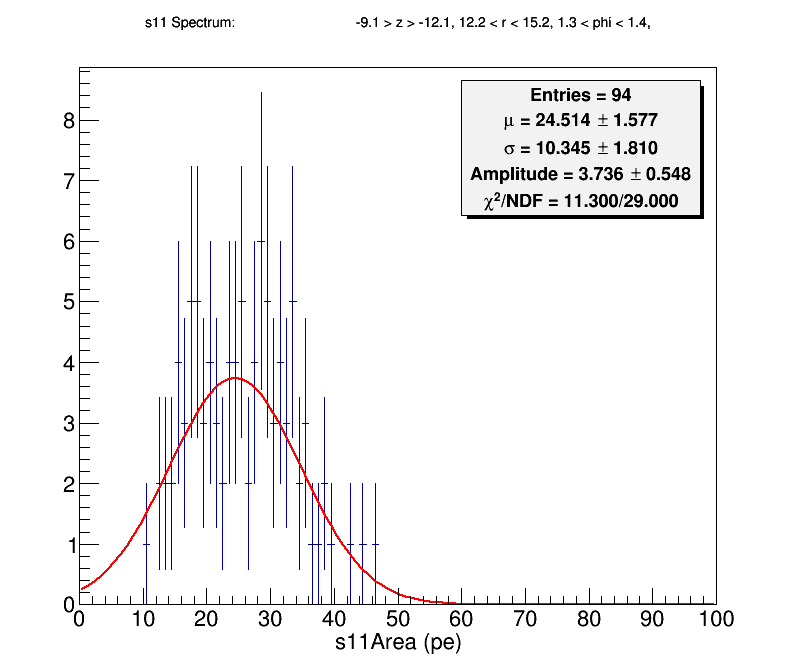 s11 Spectrum: -9.1 > z > -12.1, 12.2 < r < 15.2, 1.3 < phi < 1.4,
Entries = 94
μ = 24.514 ± 1.577
σ = 10.345 ± 1.810
Amplitude = 3.736 ± 0.548
χ²/NDF = 11.300/29.000
8
7
6
5
4
3
2
1
0
0 10 20 30 40 50 60 70 80 90 100
s11Area (pe)